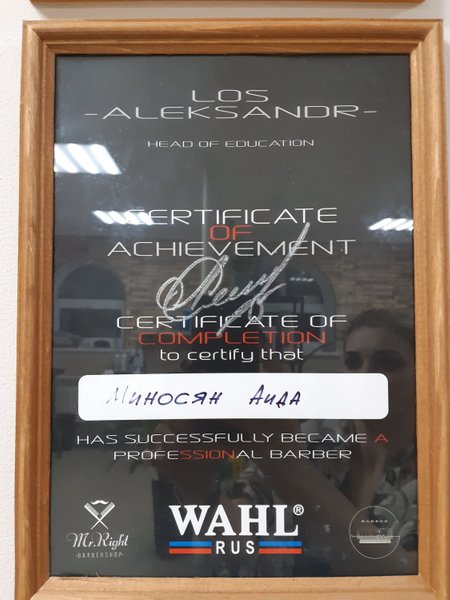 LOS
-ALEKSANDR-
HEAD OF EDUCATION
CERTIFICATE
OF
ACHIEVEMENT
CERTIFICATE OF
COMPLETION
to certify that
Миносян Аида
HAS SUCCESSFULLY BECAME A
PROFESSIONAL BARBER
Mr. Right
·BARBERSHOP·
WAHL®
RUS
BARBER